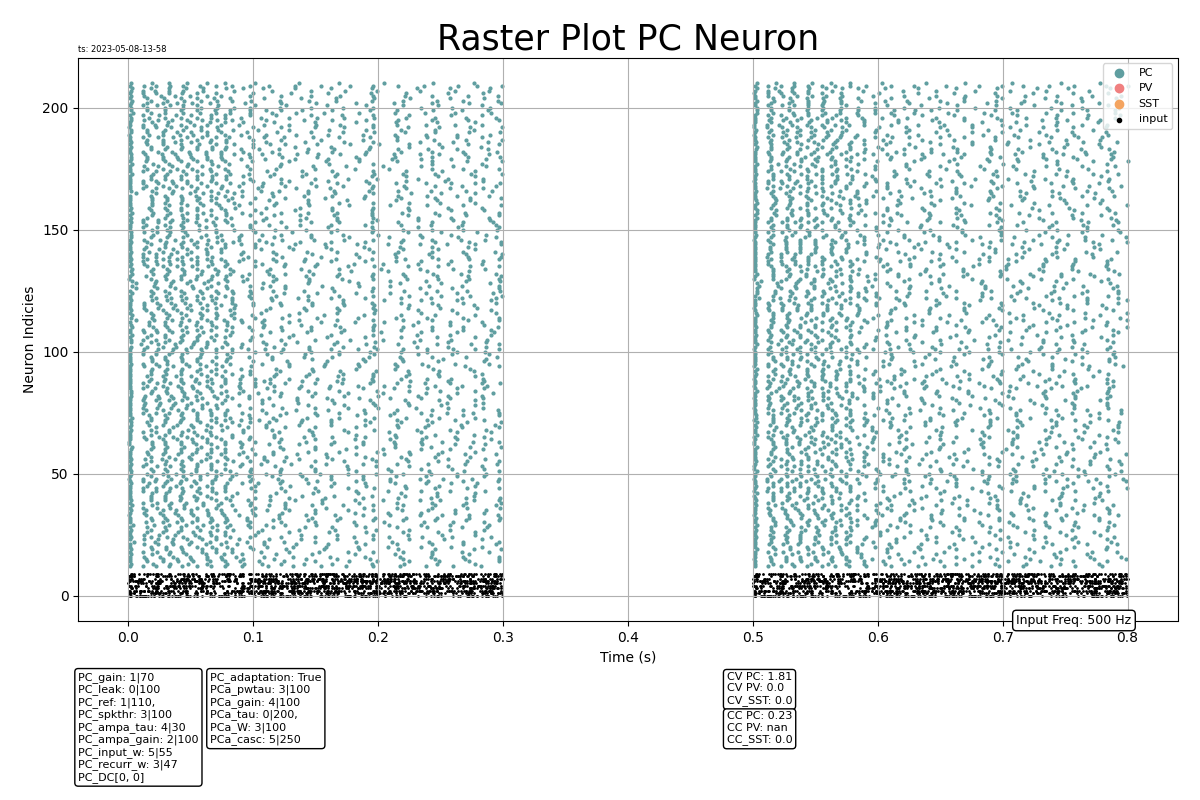 Raster Plot PC Neuron
ts: 2023-05-08-13-58
PC
PV
SST
input
200
150
100
50
0
Neuron Indicies
0.0 0.1 0.2 0.3 0.4 0.5 0.6 0.7 0.8
Input Freq: 500 Hz
Time (s)
PC_gain: 1|70
PC_leak: 0|100
PC_ref: 1|110,
PC_spkthr: 3|100
PC_ampa_tau: 4|30
PC_ampa_gain: 2|100
PC_input_w: 5|55
PC_recurr_w: 3|47
PC_DC[0, 0]
PC_adaptation: True
PCa_pwtau: 3|100
PCa_gain: 4|100
PCa_tau: 0|200,
PCa_W: 3|100
PCa_casc: 5|250
CV PC: 1.81
CV PV: 0.0
CV_SST: 0.0
CC PC: 0.23
CC PV: nan
CC_SST: 0.0